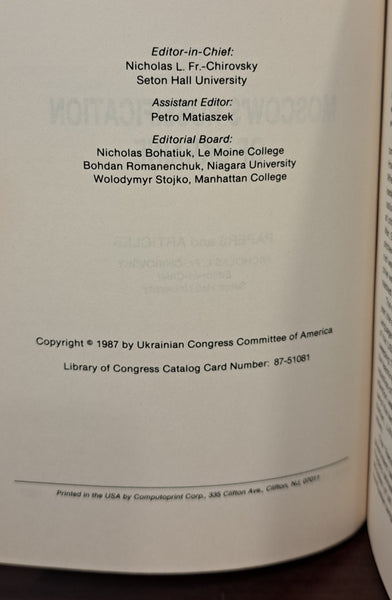 Editor-in-Chief:
Nicholas L. Fr.-Chirovsky
Seton Hall University
Assistant Editor:
Petro Matiaszek
Editorial Board:
Nicholas Bohatiuk, Le Moine College
Bohdan Romanenchuk, Niagara University
Wolodymyr Stojko, Manhattan College
Copyright © 1987 by Ukrainian Congress Committee of America
Library of Congress Catalog Card Number: 87-51081
Printed in the USA by Computoprint Corp., 335 Clifton Ave., Clifton, NJ, 07011